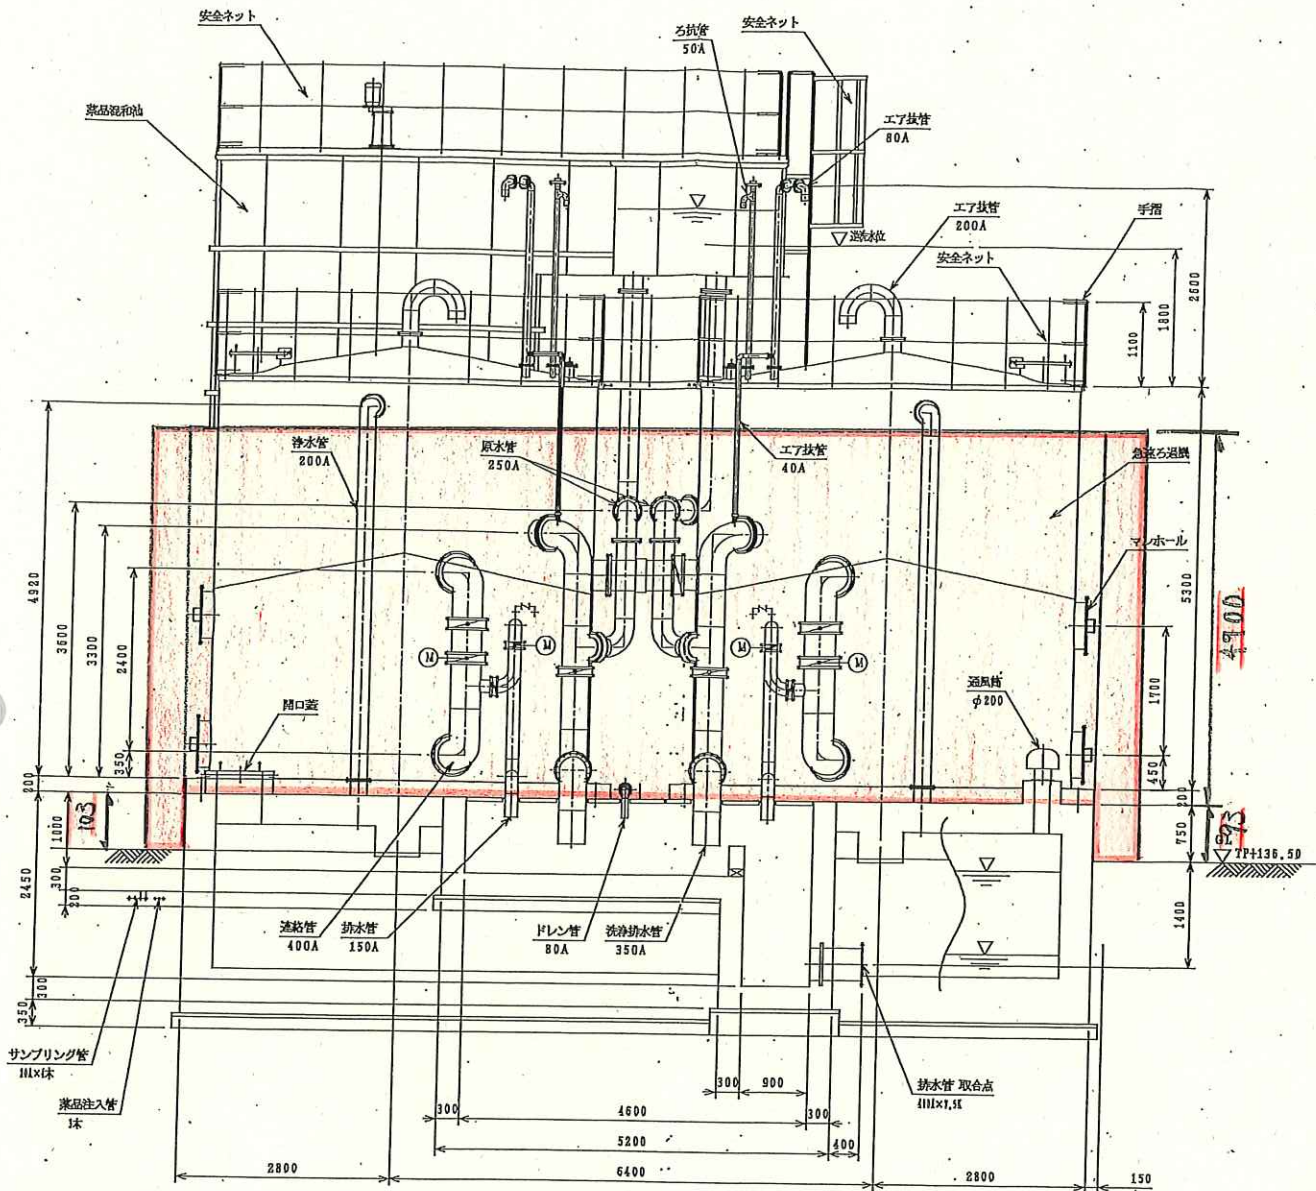 安全ネット
ろ抗管
50A
安全ネット
薬品混和池
エア抜管
80A
エア抜管
200A
手摺
逆洗水位
安全ネット
2500
1800
1100
浄水管
200A
原水管
250A
エア抜管
40A
急速ろ過機
マンホール
4920
3600
3300
2400
350
200
5300
4900
1700
450
200
M
M
M
M
開口蓋
通風筒
φ200
103
1000
300
200
2450
300
350
750
93
GL
TP+136.50
1400
連絡管
400A
排水管
150A
ドレン管
80A
洗浄排水管
350A
サンプリング管
薬品注入管
1本
排水管 取合点
300
900
300
4600
300
5200
400
2800
6400
2800
150